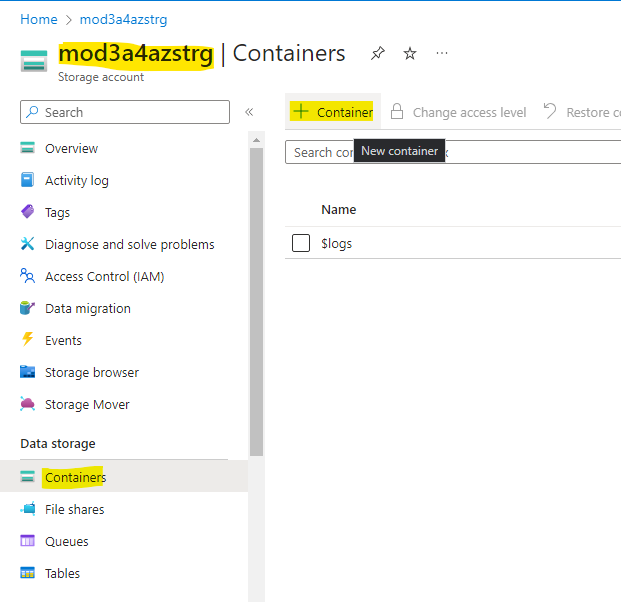 Home > mod3a4azstrg
mod3a4azstrg | Containers
Storage account
Search
Overview
Activity log
Tags
Diagnose and solve problems
Access Control (IAM)
Data migration
Events
Storage browser
Storage Mover
Data storage
Containers
File shares
Queues
Tables
+ Container
Change access level
Restore co
Search con
New container
Name
$logs